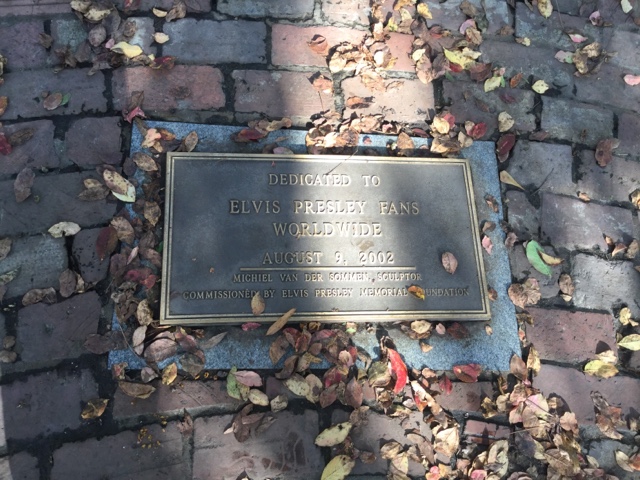 DEDICATED TO
ELVIS PRESLEY FANS
WORLDWIDE
AUGUST 9, 2002
MICHIEL VAN DER SOMMEN, SCULPTOR
COMMISSIONED BY ELVIS PRESLEY MEMORIAL FOUNDATION